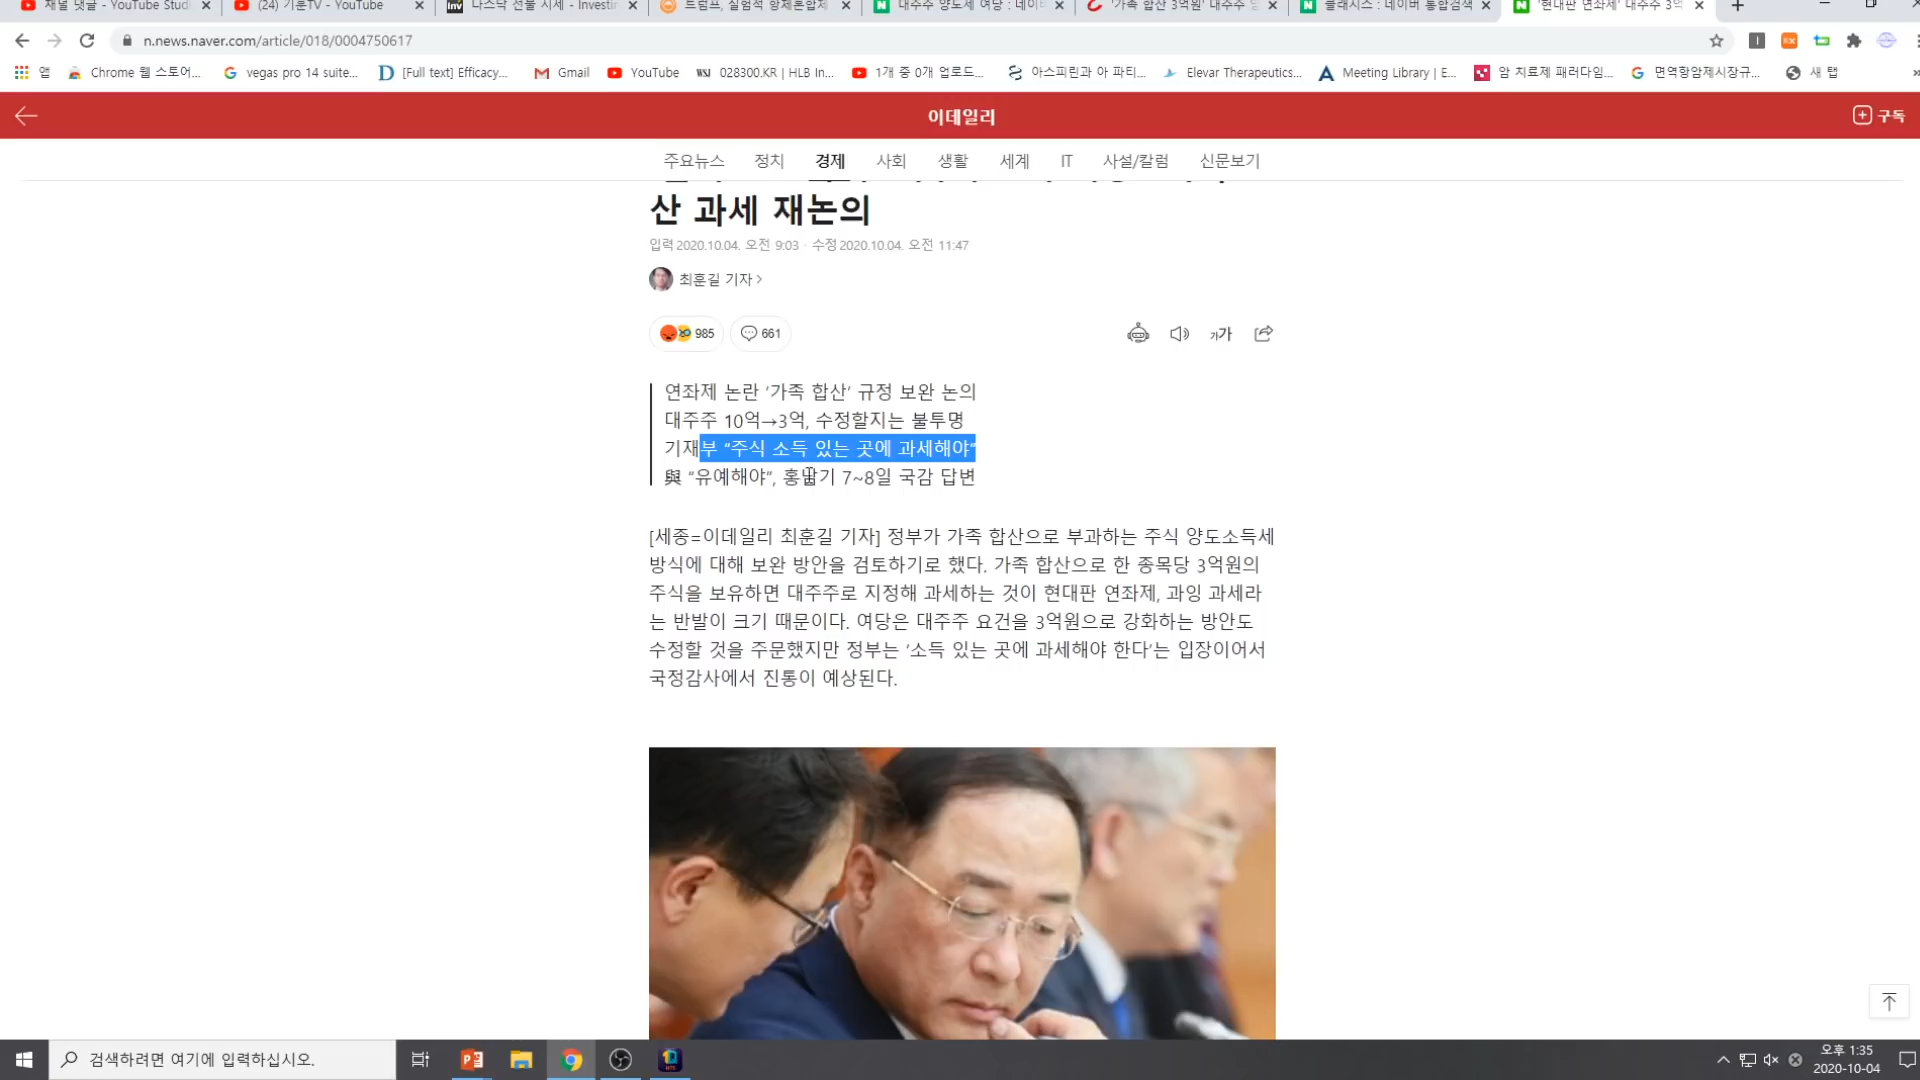 채널 댓글 - YouTube Studi
(24) 기훈TV - YouTube
나스닥 선물 시세 - Investin
트럼프, 실험적 항체혼합제
대주주 양도세 여당 : 네이버
'가족 합산 3억원' 대주주
클래시스 : 네이버 통합검색
'현대판 연좌제' 대주주 3억
n.news.naver.com/article/018/0004750617
앱
Chrome 웹 스토어...
vegas pro 14 suite...
[Full text] Efficacy...
Gmail
YouTube
028300.KR | HLB In...
1개 중 0개 업로드...
아스피린과 아 파티...
Elevar Therapeutics...
Meeting Library | E...
암 치료제 패러다임...
면역항암제시장규...
새 탭
이데일리
구독
주요뉴스 정치 경제 사회 생활 세계 IT 사설/칼럼 신문보기
산 과세 재논의
입력 2020.10.04. 오전 9:03 · 수정 2020.10.04. 오전 11:47
최훈길 기자
985
661
가가
연좌제 논란 ‘가족 합산’ 규정 보완 논의
대주주 10억→3억, 수정할지는 불투명
기재부 “주식 소득 있는 곳에 과세해야”
與 “유예해야”, 홍남기 7~8일 국감 답변
[세종=이데일리 최훈길 기자] 정부가 가족 합산으로 부과하는 주식 양도소득세
방식에 대해 보완 방안을 검토하기로 했다. 가족 합산으로 한 종목당 3억원의
주식을 보유하면 대주주로 지정해 과세하는 것이 현대판 연좌제, 과잉 과세라
는 반발이 크기 때문이다. 여당은 대주주 요건을 3억원으로 강화하는 방안도
수정할 것을 주문했지만 정부는 ‘소득 있는 곳에 과세해야 한다’는 입장이어서
국정감사에서 진통이 예상된다.
검색하려면 여기에 입력하십시오.
오후 1:35
2020-10-04